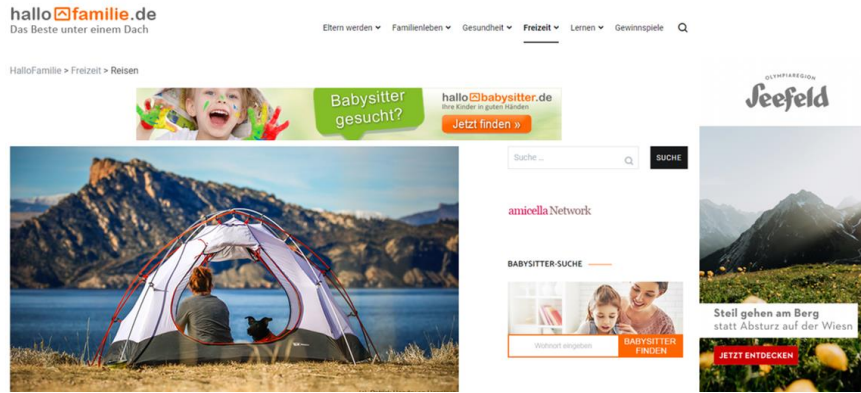 hallo familie.de
Das Beste unter einem Dach
Eltern werden
Familienleben
Gesundheit
Freizeit
Lernen
Gewinnspiele
HalloFamilie > Freizeit > Reisen
Babysitter
gesucht?
hallo babysitter.de
Ihre Kinder in guten Händen
Jetzt finden »
OLYMPIAREGION
Seefeld
Suche ...
SUCHE
amicella Network
BABYSITTER-SUCHE
Wohnort eingeben
BABYSITTER
FINDEN
Steil gehen am Berg
statt Absturz auf der Wiesn
JETZT ENTDECKEN